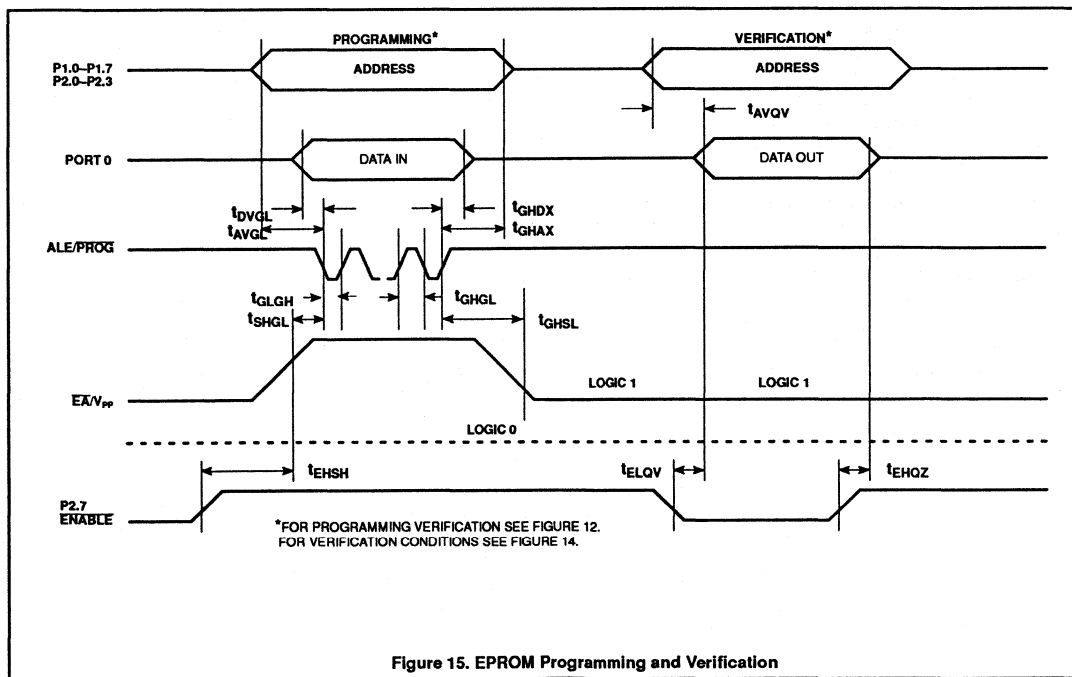 PROGRAMMING*
VERIFICATION*
P1.0–P1.7
P2.0–P2.3
ADDRESS
ADDRESS
tAVQV
PORT 0
DATA IN
DATA OUT
tDVGL
tGHDX
tAVGL
tGHAX
ALE/PROG
tGLGH
tGHGL
tSHGL
tGHSL
EA/VPP
LOGIC 1
LOGIC 1
LOGIC 0
tEHSH
tELQV
tEHQZ
P2.7
ENABLE
*FOR PROGRAMMING VERIFICATION SEE FIGURE 12.
FOR VERIFICATION CONDITIONS SEE FIGURE 14.
Figure 15. EPROM Programming and Verification